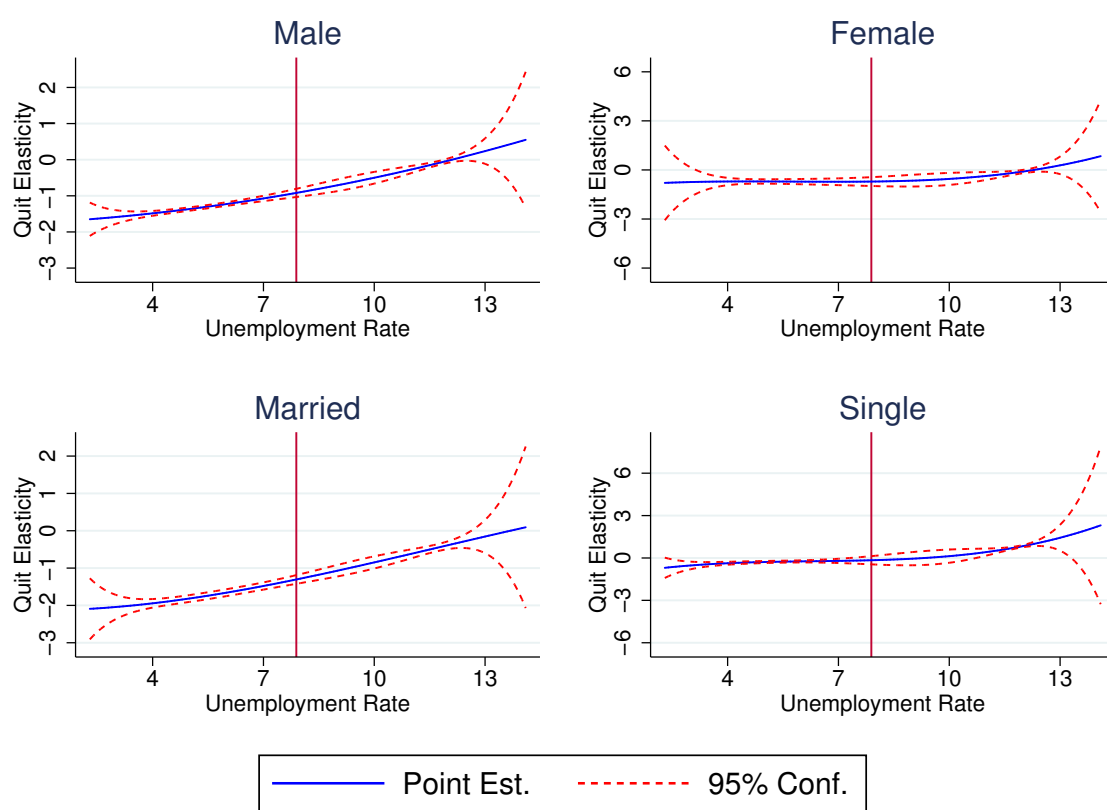 Male
Quit Elasticity
2
1
0
−1
−2
−3
4 7 10 13
Unemployment Rate
Female
Quit Elasticity
6
3
0
−3
−6
4 7 10 13
Unemployment Rate
Married
Quit Elasticity
2
1
0
−1
−2
−3
4 7 10 13
Unemployment Rate
Single
Quit Elasticity
6
3
0
−3
−6
4 7 10 13
Unemployment Rate
Point Est. 95% Conf.